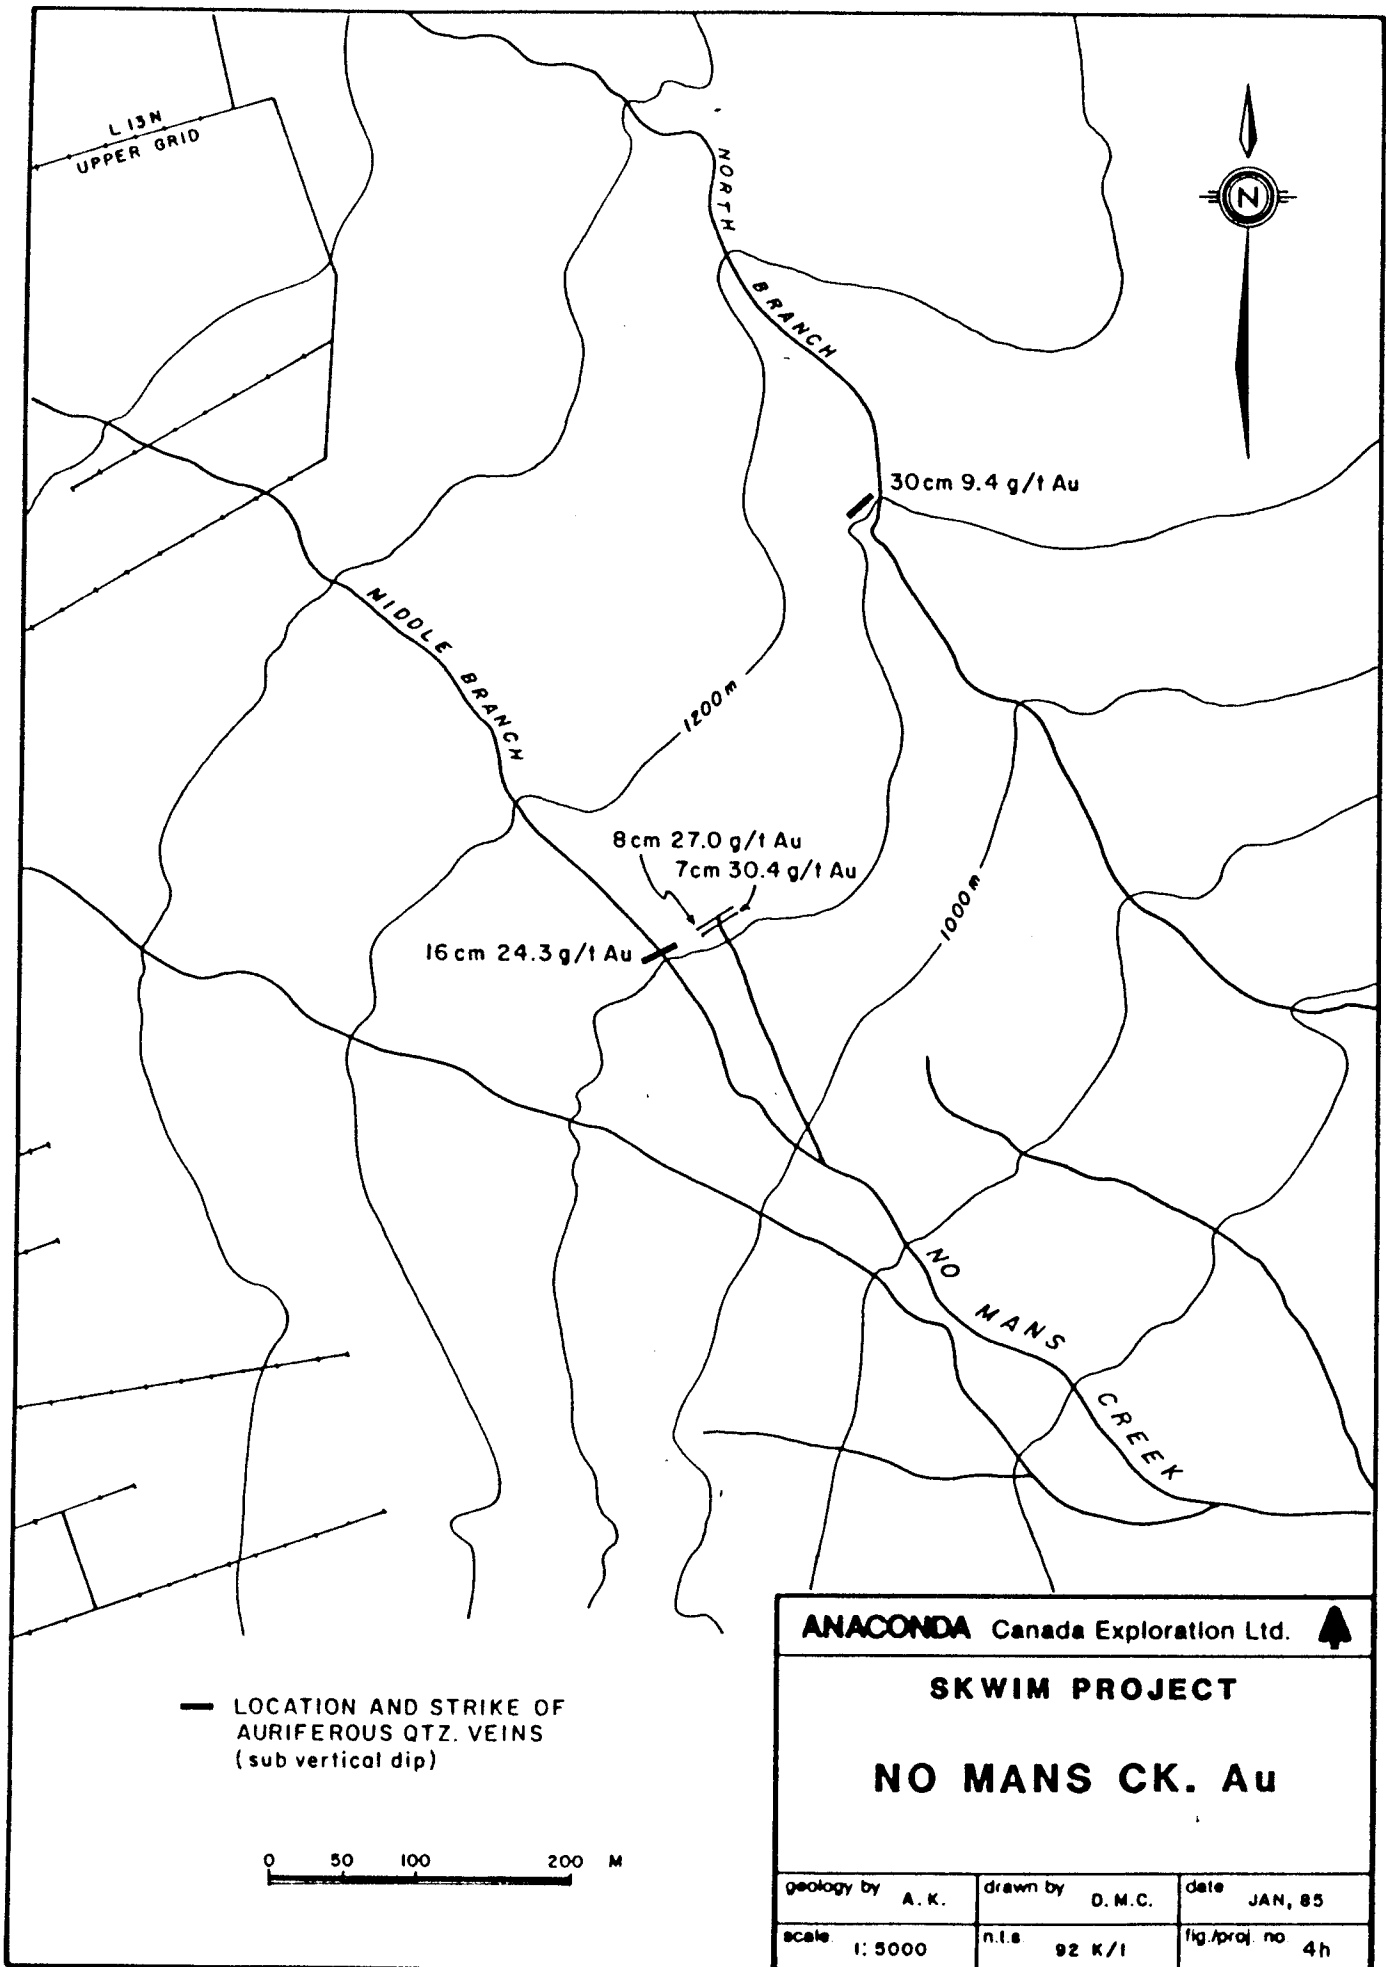 L 13 N
UPPER GRID
NORTH
BRANCH
N
30cm 9.4 g/t Au
MIDDLE BRANCH
1200m
8cm 27.0 g/t Au
7cm 30.4 g/t Au
1000m
16cm 24.3 g/t Au
NO
MANS
CREEK
ANACONDA Canada Exploration Ltd.
SKWIM PROJECT
LOCATION AND STRIKE OF
AURIFEROUS QTZ. VEINS
(sub vertical dip)
NO MANS CK. Au
0 50 100 200 M
geology by A.K. drawn by D.M.C. date JAN, 85
scale 1:5000 n.t.s. 92 K/1 fig./proj. no. 4h